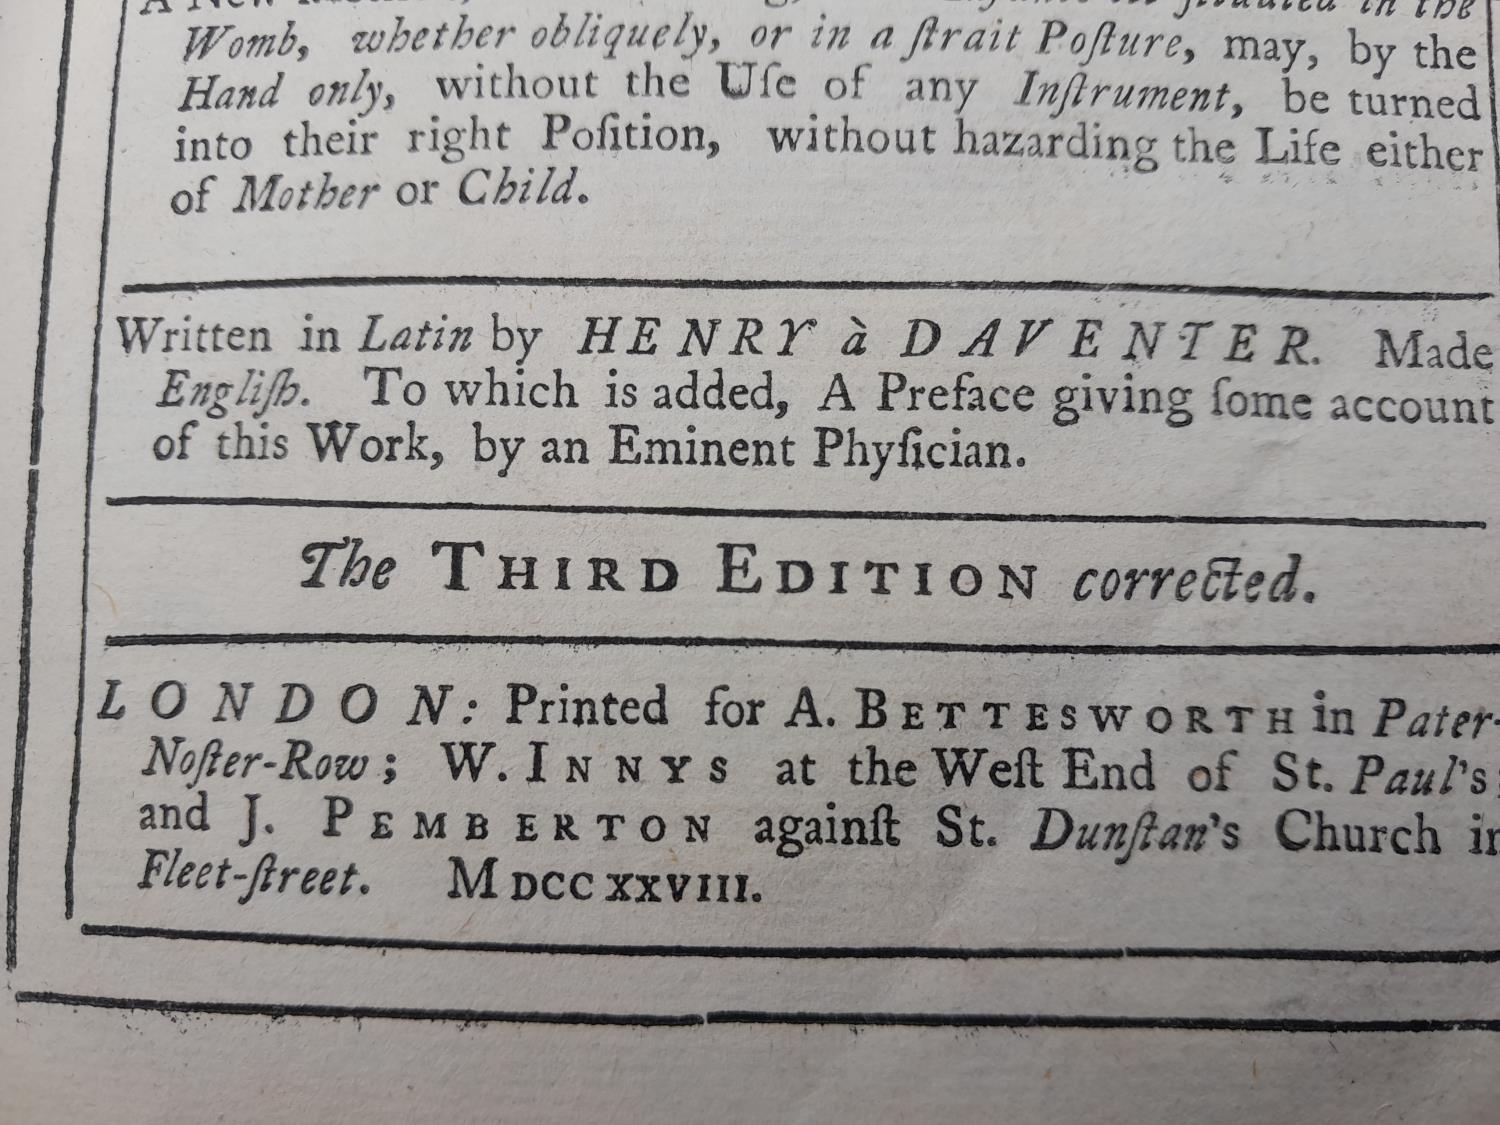 Womb, whether obliquely, or in a ſtrait Poſture, may, by the
Hand only, without the Uſe of any Inſtrument, be turned
into their right Poſition, without hazarding the Life either
of Mother or Child.
Written in Latin by HENRY à DAVENTER. Made
Engliſh. To which is added, A Preface giving ſome account
of this Work, by an Eminent Phyſician.
The THIRD EDITION corrected.
LONDON: Printed for A. BETTESWORTH in Pater-
Noſter-Row; W. INNYS at the Weſt End of St. Paul's;
and J. PEMBERTON againſt St. Dunſtan's Church in
Fleet-ſtreet. MDCCXXVIII.